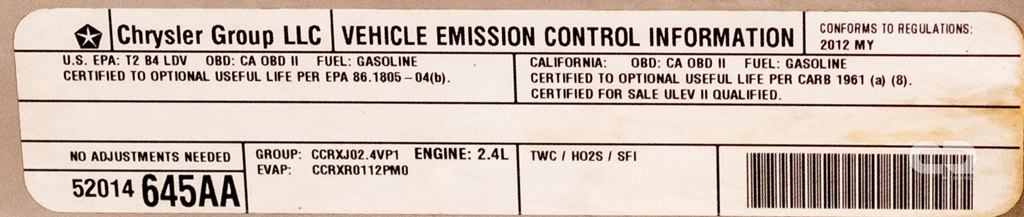 Chrysler Group LLC
VEHICLE EMISSION CONTROL INFORMATION
CONFORMS TO REGULATIONS:
2012 MY
U.S. EPA: T2 B4 LDV OBD: CA OBD II FUEL: GASOLINE
CERTIFIED TO OPTIONAL USEFUL LIFE PER EPA 86.1805-04(b).
CALIFORNIA: OBD: CA OBD II FUEL: GASOLINE
CERTIFIED TO OPTIONAL USEFUL LIFE PER CARB 1961 (a) (8).
CERTIFIED FOR SALE ULEV II QUALIFIED.
NO ADJUSTMENTS NEEDED
52014 645AA
GROUP: CCRXJ02.4VP1 ENGINE: 2.4L
EVAP: CCRXR0112PM0
TWC / HO2S / SFI